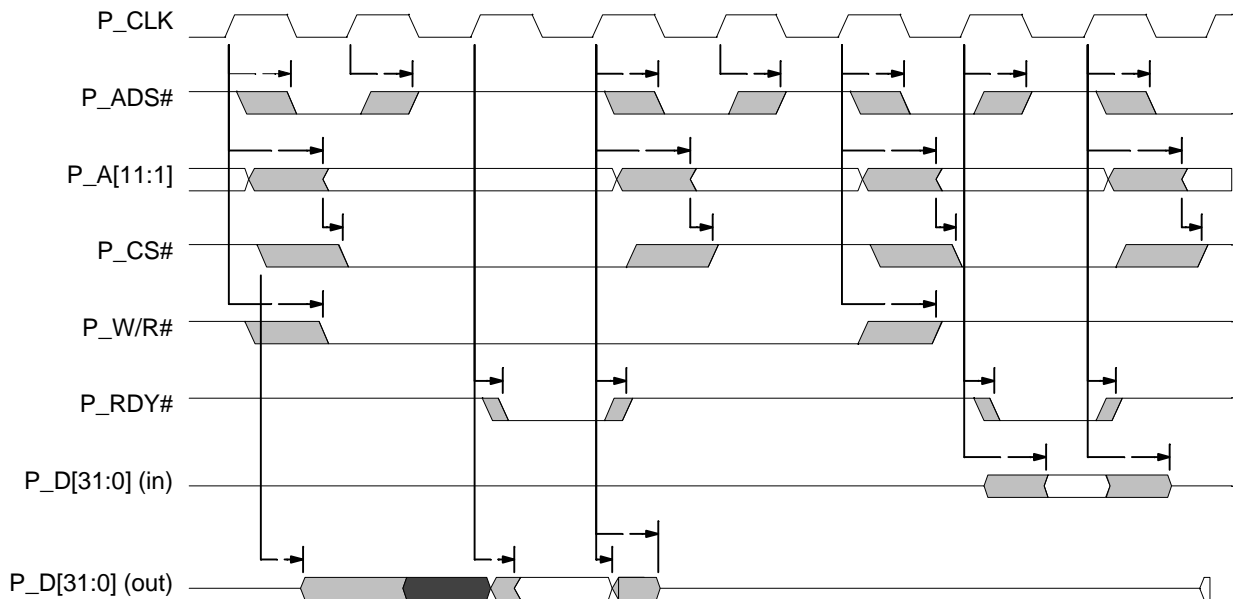 P_CLK
P_ADS#
P_A[11:1]
P_CS#
P_W/R#
P_RDY#
P_D[31:0] (in)
P_D[31:0] (out)